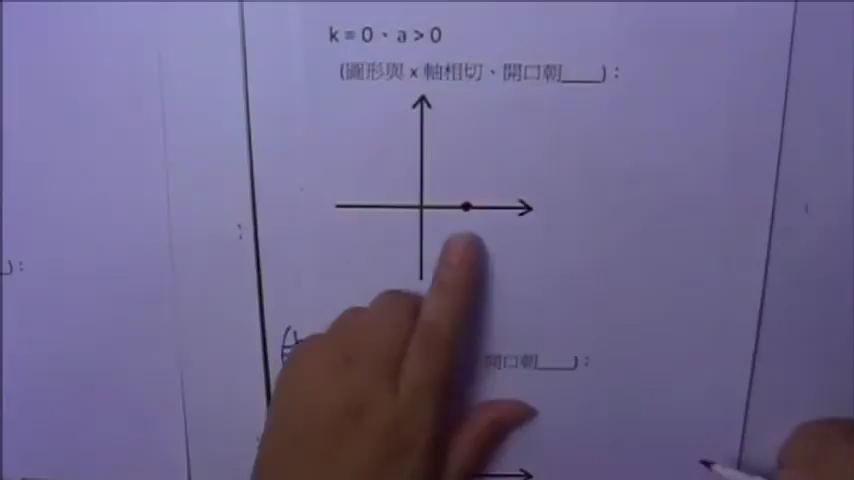 k = 0、a > 0
(圖形與 x 軸相切、開口朝____)：
開口朝____)：